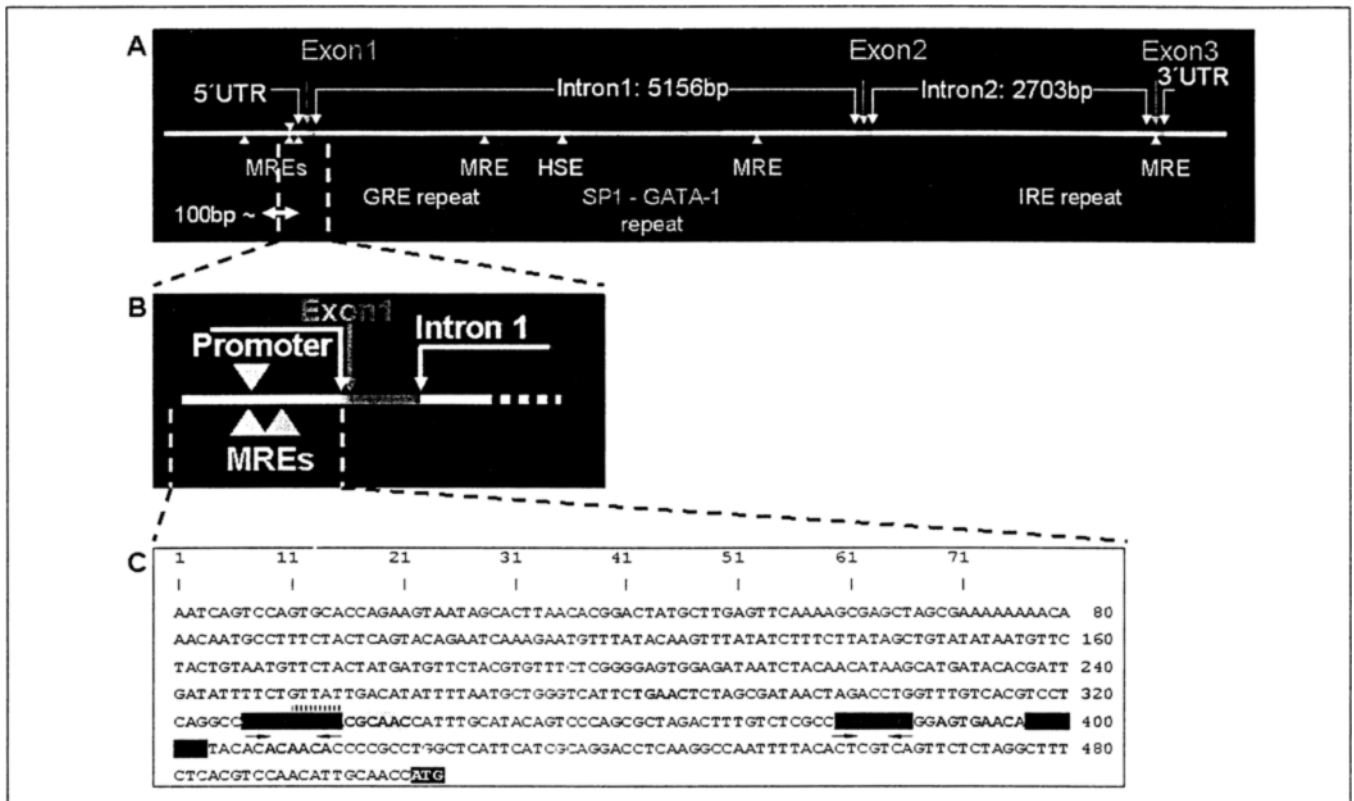 A
Exon1 Exon2 Exon3
5´UTR Intron1: 5156bp Intron2: 2703bp 3´UTR
MREs MRE HSE MRE MRE
GRE repeat SP1 - GATA-1 IRE repeat
repeat
100bp ~
B
Exon1
Promoter Intron 1
MREs
C
1 11 21 31 41 51 61 71
AATCAGTCCAGTGCACCAGAAGTAATAGCACTTAACACGGACTATGCTTGAGTTCAAAAGCGAGCTAGCGAAAAAAAACA 80
AACAATGCCTTTCTACTCAGTACAGAATCAAAGAATGTTTATACAAGTTTATATCTTTCTTATAGCTGTATATAATGTTC 160
TACTGTAATGTTCTACTATGATGTTCTACGTGTTTCTCGGGGAGTGGAGATAATCTACAACATAAGCATGATACACGATT 240
GATATTTTCTGTTATTGACATATTTTAATGCTGGGTCATTCTGAACTCTAGCGATAACTAGACCTGGTTTGTCACGTCCT 320
CAGGCC CGCAACCATTTGCATACAGTCCCAGCGCTAGACTTTGTCTCGCC GGAGTGAACA 400
TACACACAACACCCCGCCTGGCTCATTCATCGCAGGACCTCAAGGCCAATTTTACACTCGTCAGTTCTCTAGGCTTT 480
CTCACGTCCAACATTGCAACCATG